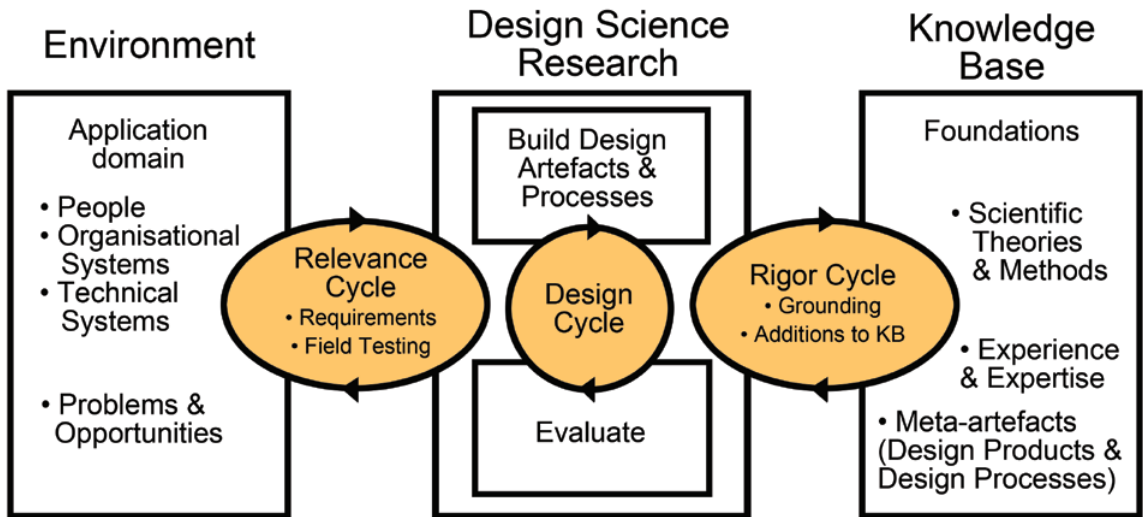 Environment
Application
domain
• People
• Organisational
Systems
• Technical
Systems
• Problems &
Opportunities
Relevance
Cycle
• Requirements
• Field Testing
Design Science
Research
Build Design
Artefacts &
Processes
Design
Cycle
Evaluate
Rigor Cycle
• Grounding
• Additions to KB
Knowledge
Base
Foundations
• Scientific
Theories
& Methods
• Experience
& Expertise
• Meta-artefacts
(Design Products &
Design Processes)